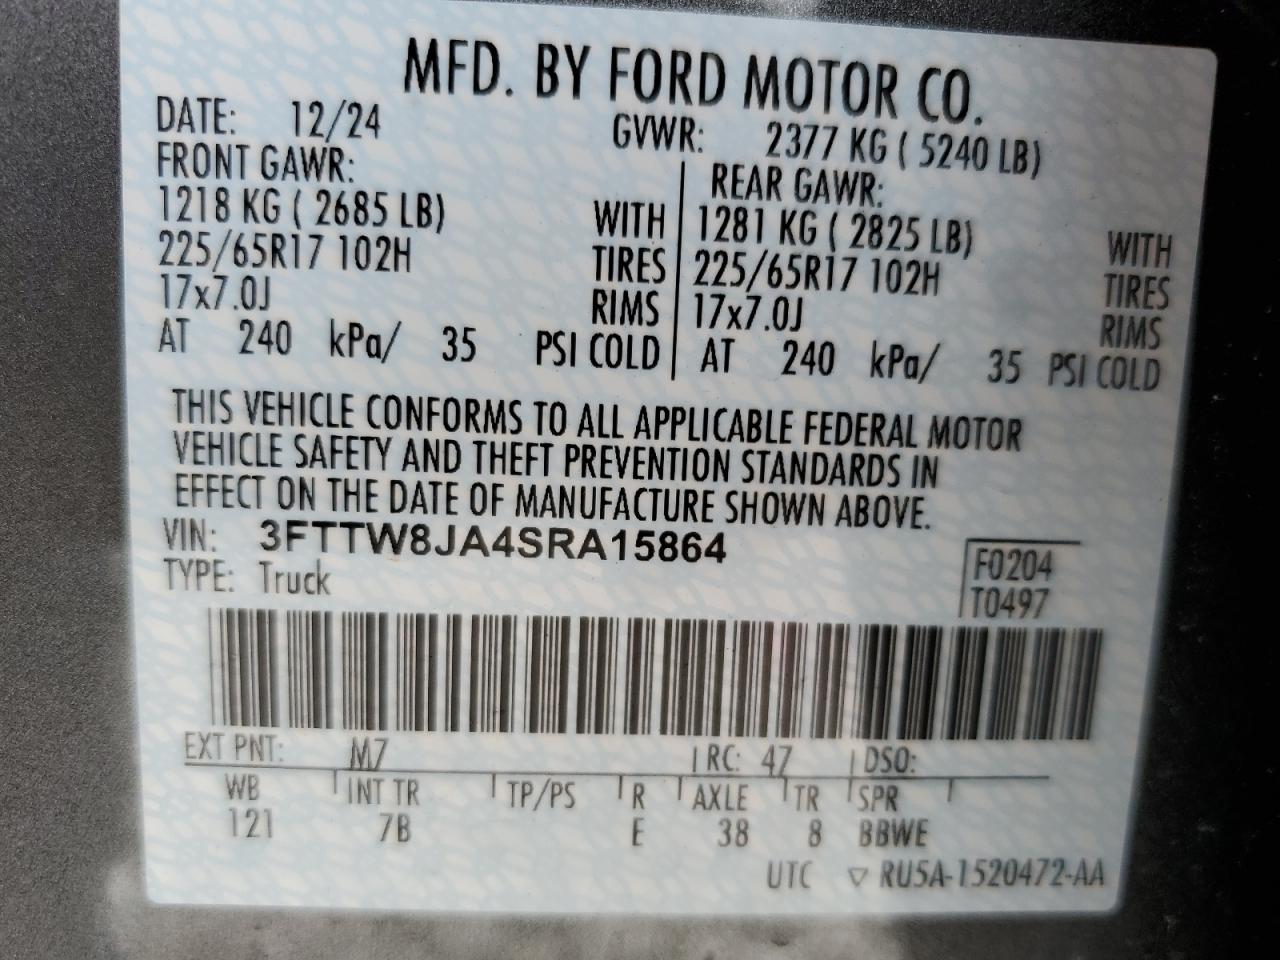 MFD. BY FORD MOTOR CO.
DATE: 12/24 GVWR: 2377 KG ( 5240 LB)
FRONT GAWR: REAR GAWR:
1218 KG ( 2685 LB) WITH 1281 KG ( 2825 LB) WITH
225/65R17 102H TIRES 225/65R17 102H TIRES
17x7.0J RIMS 17x7.0J RIMS
AT 240 kPa/ 35 PSI COLD AT 240 kPa/ 35 PSI COLD
THIS VEHICLE CONFORMS TO ALL APPLICABLE FEDERAL MOTOR
VEHICLE SAFETY AND THEFT PREVENTION STANDARDS IN
EFFECT ON THE DATE OF MANUFACTURE SHOWN ABOVE.
VIN: 3FTTW8JA4SRA15864
TYPE: Truck
F0204
T0497
EXT PNT: M7 RC: 47 DSO:
WB INT TR TP/PS R AXLE TR SPR
121 7B E 38 8 BBWE
UTC ▽ RU5A-1520472-AA